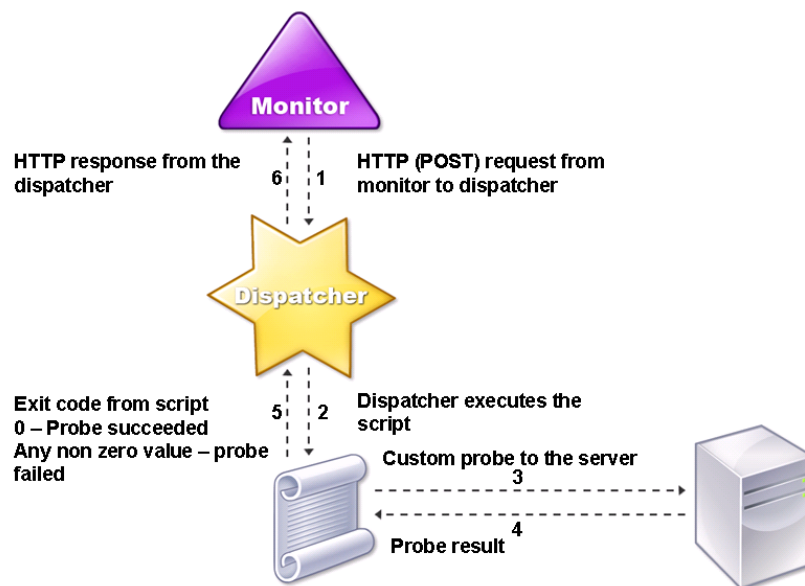 Monitor
HTTP response from the
dispatcher
6
1
HTTP (POST) request from
monitor to dispatcher
Dispatcher
Exit code from script
0 – Probe succeeded
Any non zero value – probe
failed
5
2
Dispatcher executes the
script
Custom probe to the server
3
4
Probe result